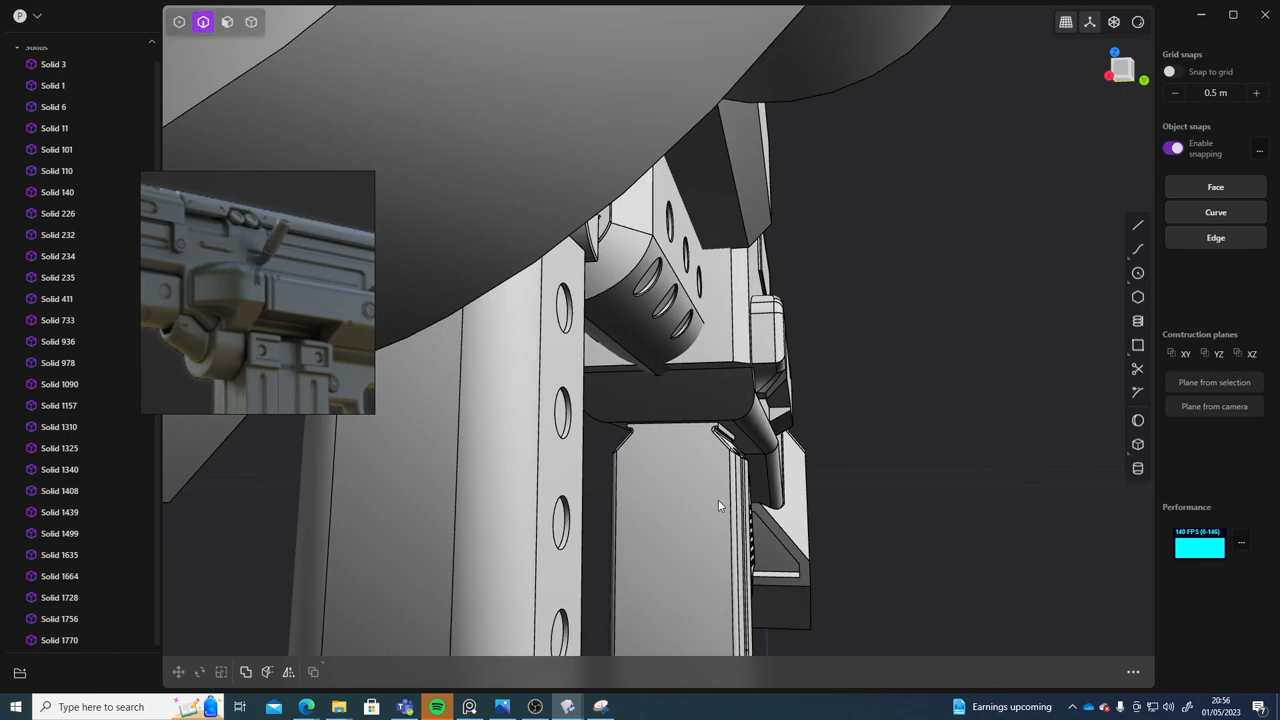 P
Solids
Solid 3
Solid 1
Solid 6
Solid 11
Solid 101
Solid 110
Solid 140
Solid 226
Solid 232
Solid 234
Solid 235
Solid 411
Solid 733
Solid 936
Solid 978
Solid 1090
Solid 1157
Solid 1310
Solid 1325
Solid 1340
Solid 1408
Solid 1439
Solid 1499
Solid 1635
Solid 1664
Solid 1728
Solid 1756
Solid 1770
Z
X
Y
Grid snaps
Snap to grid
0.5 m
Object snaps
Enable
snapping
...
Face
Curve
Edge
Construction planes
XY YZ XZ
Plane from selection
Plane from camera
Performance
140 FPS (0-146)
...
Type here to search
Earnings upcoming
20:56
01/05/2023